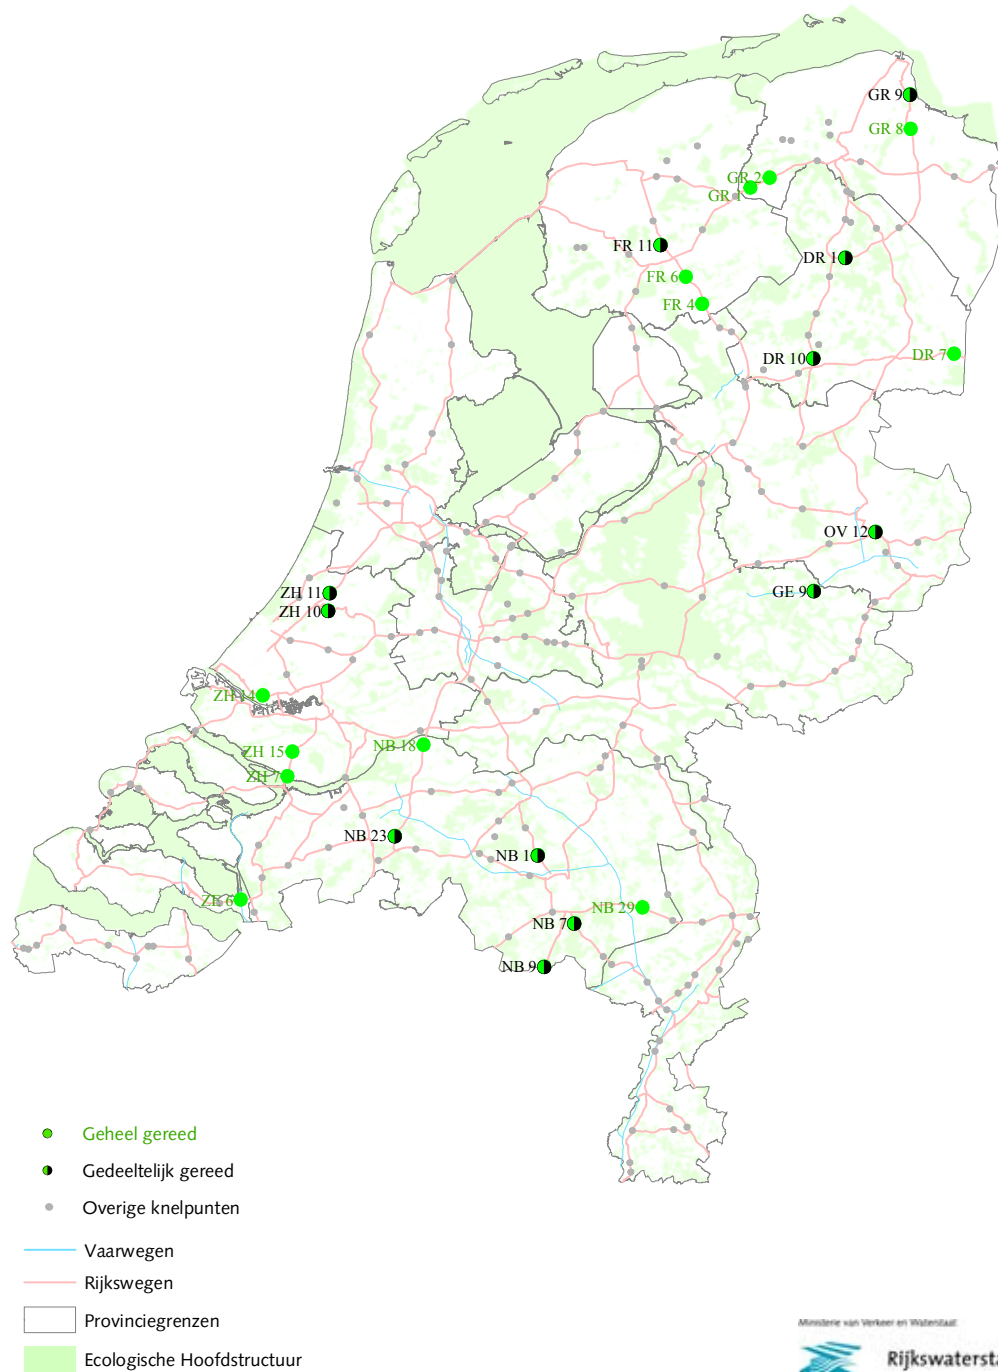 GR 9
GR 8
GR 2
GR 1
FR 11
DR 1
FR 6
FR 4
DR 10
DR 7
OV 12
GE 9
ZH 11
ZH 10
ZH 14
NB 18
ZH 15
ZH 7
NB 23
NB 1
ZE 6
NB 29
NB 7
NB 9
Geheel gereed
Gedeeltelijk gereed
Overige knelpunten
Vaarwegen
Rijkswegen
Provinciegrenzen
Ecologische Hoofdstructuur
Ministerie van Verkeer en Waterstaat
Rijkswatersta